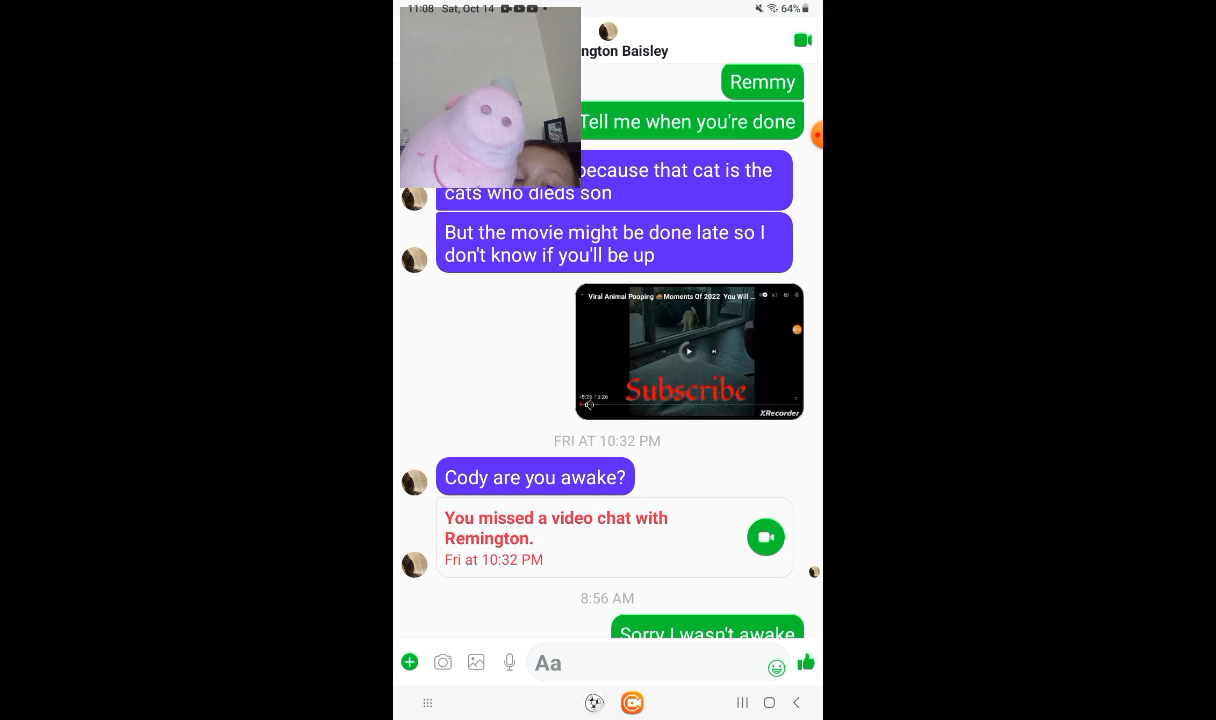 11:08 Sat, Oct 14
64%
ngton Baisley
Remmy
Tell me when you're done
because that cat is the
cats who dieds son
But the movie might be done late so I
don't know if you'll be up
Viral Animal Pooping 💩Moments Of 2022 You Will ...
Subscribe
XRecorder
FRI AT 10:32 PM
Cody are you awake?
You missed a video chat with
Remington.
Fri at 10:32 PM
8:56 AM
Sorry I wasn't awake
Aa